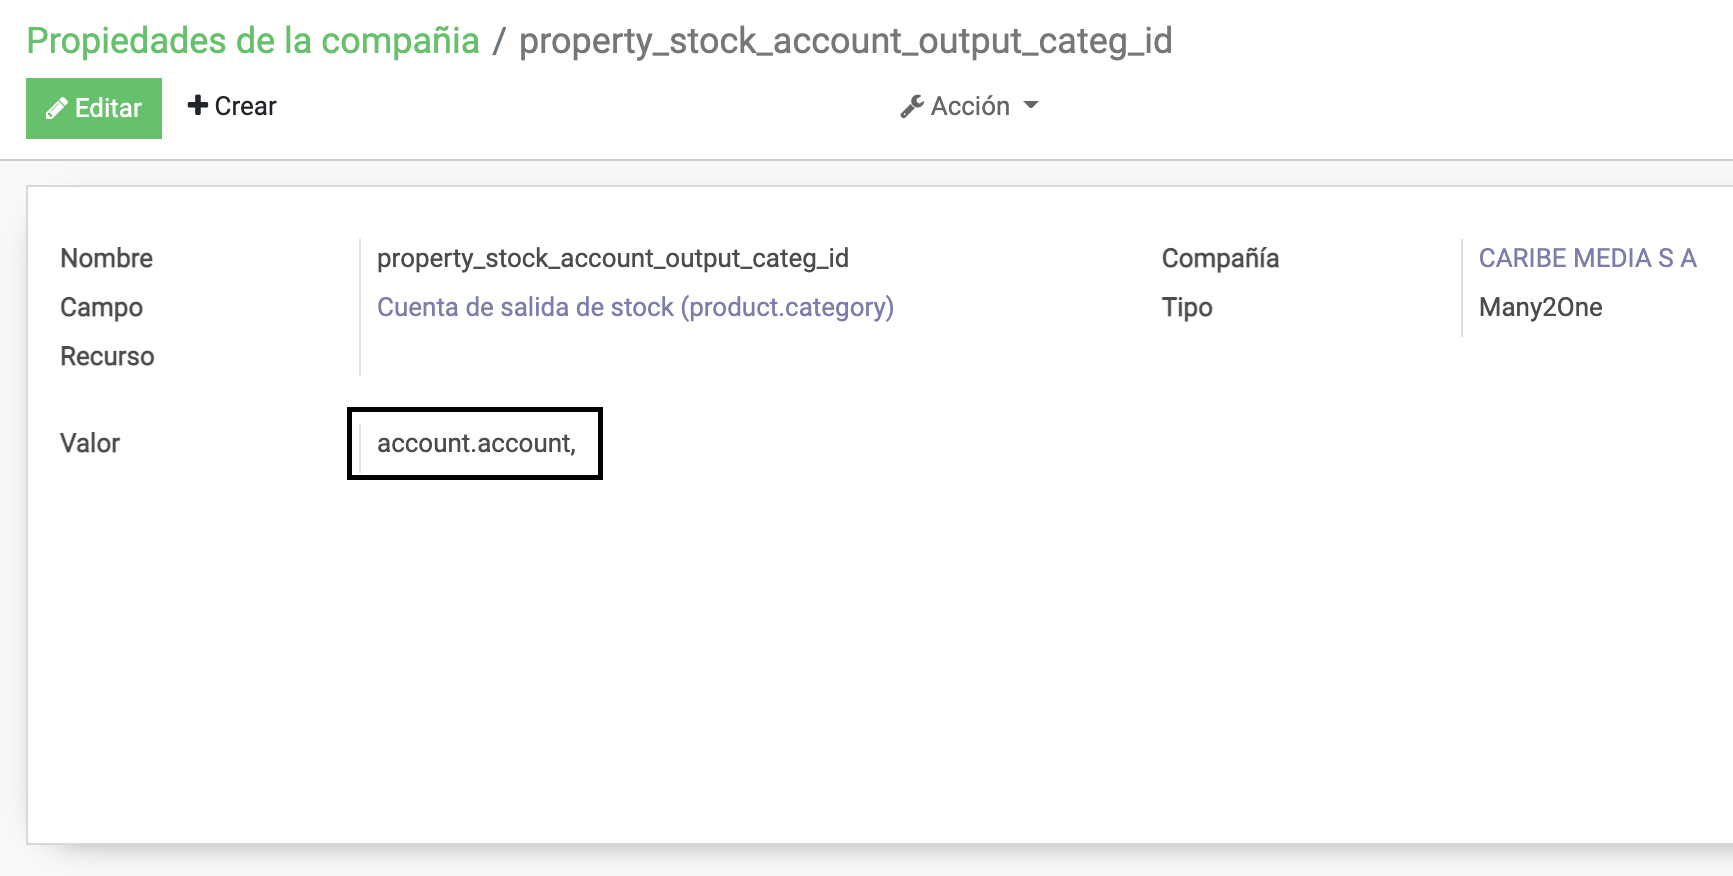 Propiedades de la compañia / property_stock_account_output_categ_id
Editar Crear Acción
Nombre property_stock_account_output_categ_id Compañía CARIBE MEDIA S A
Campo Cuenta de salida de stock (product.category) Tipo Many2One
Recurso
Valor account.account,